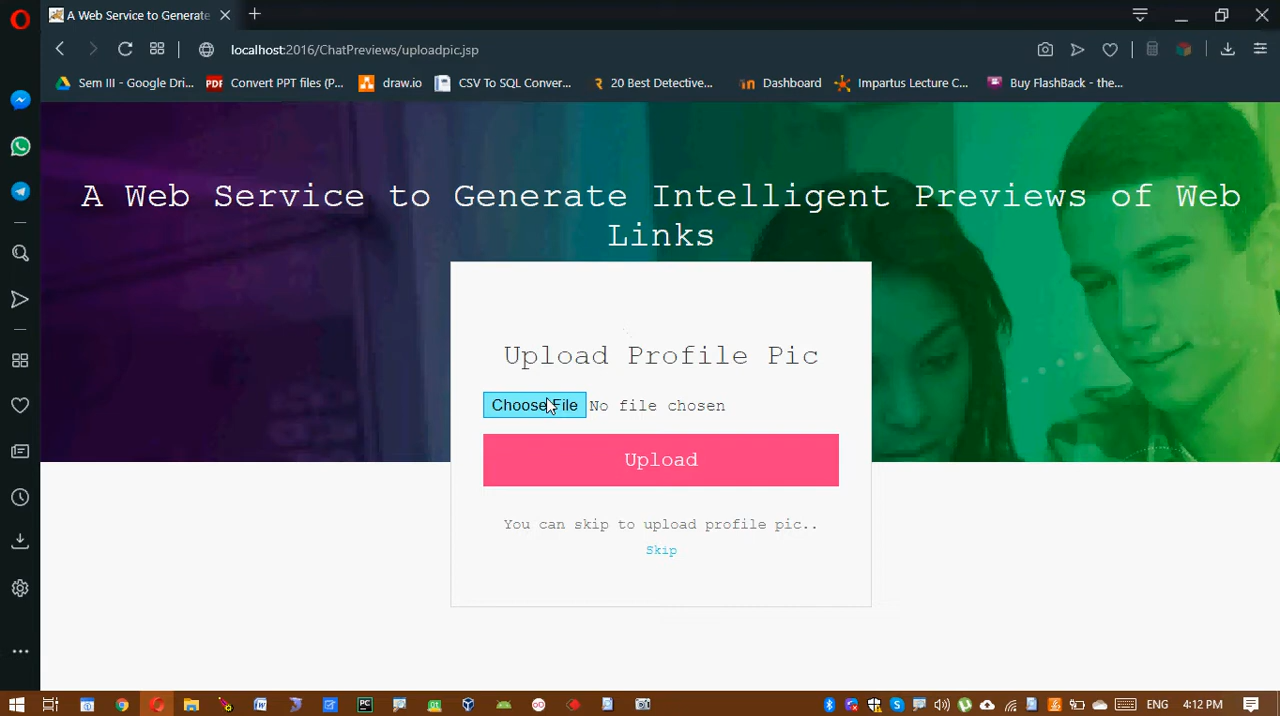 A Web Service to Generate
localhost:2016/ChatPreviews/uploadpic.jsp
Sem III - Google Dri... PDF Convert PPT files (P... draw.io CSV To SQL Conver... 20 Best Detective... Dashboard Impartus Lecture C... Buy FlashBack - the...
A Web Service to Generate Intelligent Previews of Web
Links
Upload Profile Pic
Choose File No file chosen
Upload
You can skip to upload profile pic..
Skip
ENG 4:12 PM